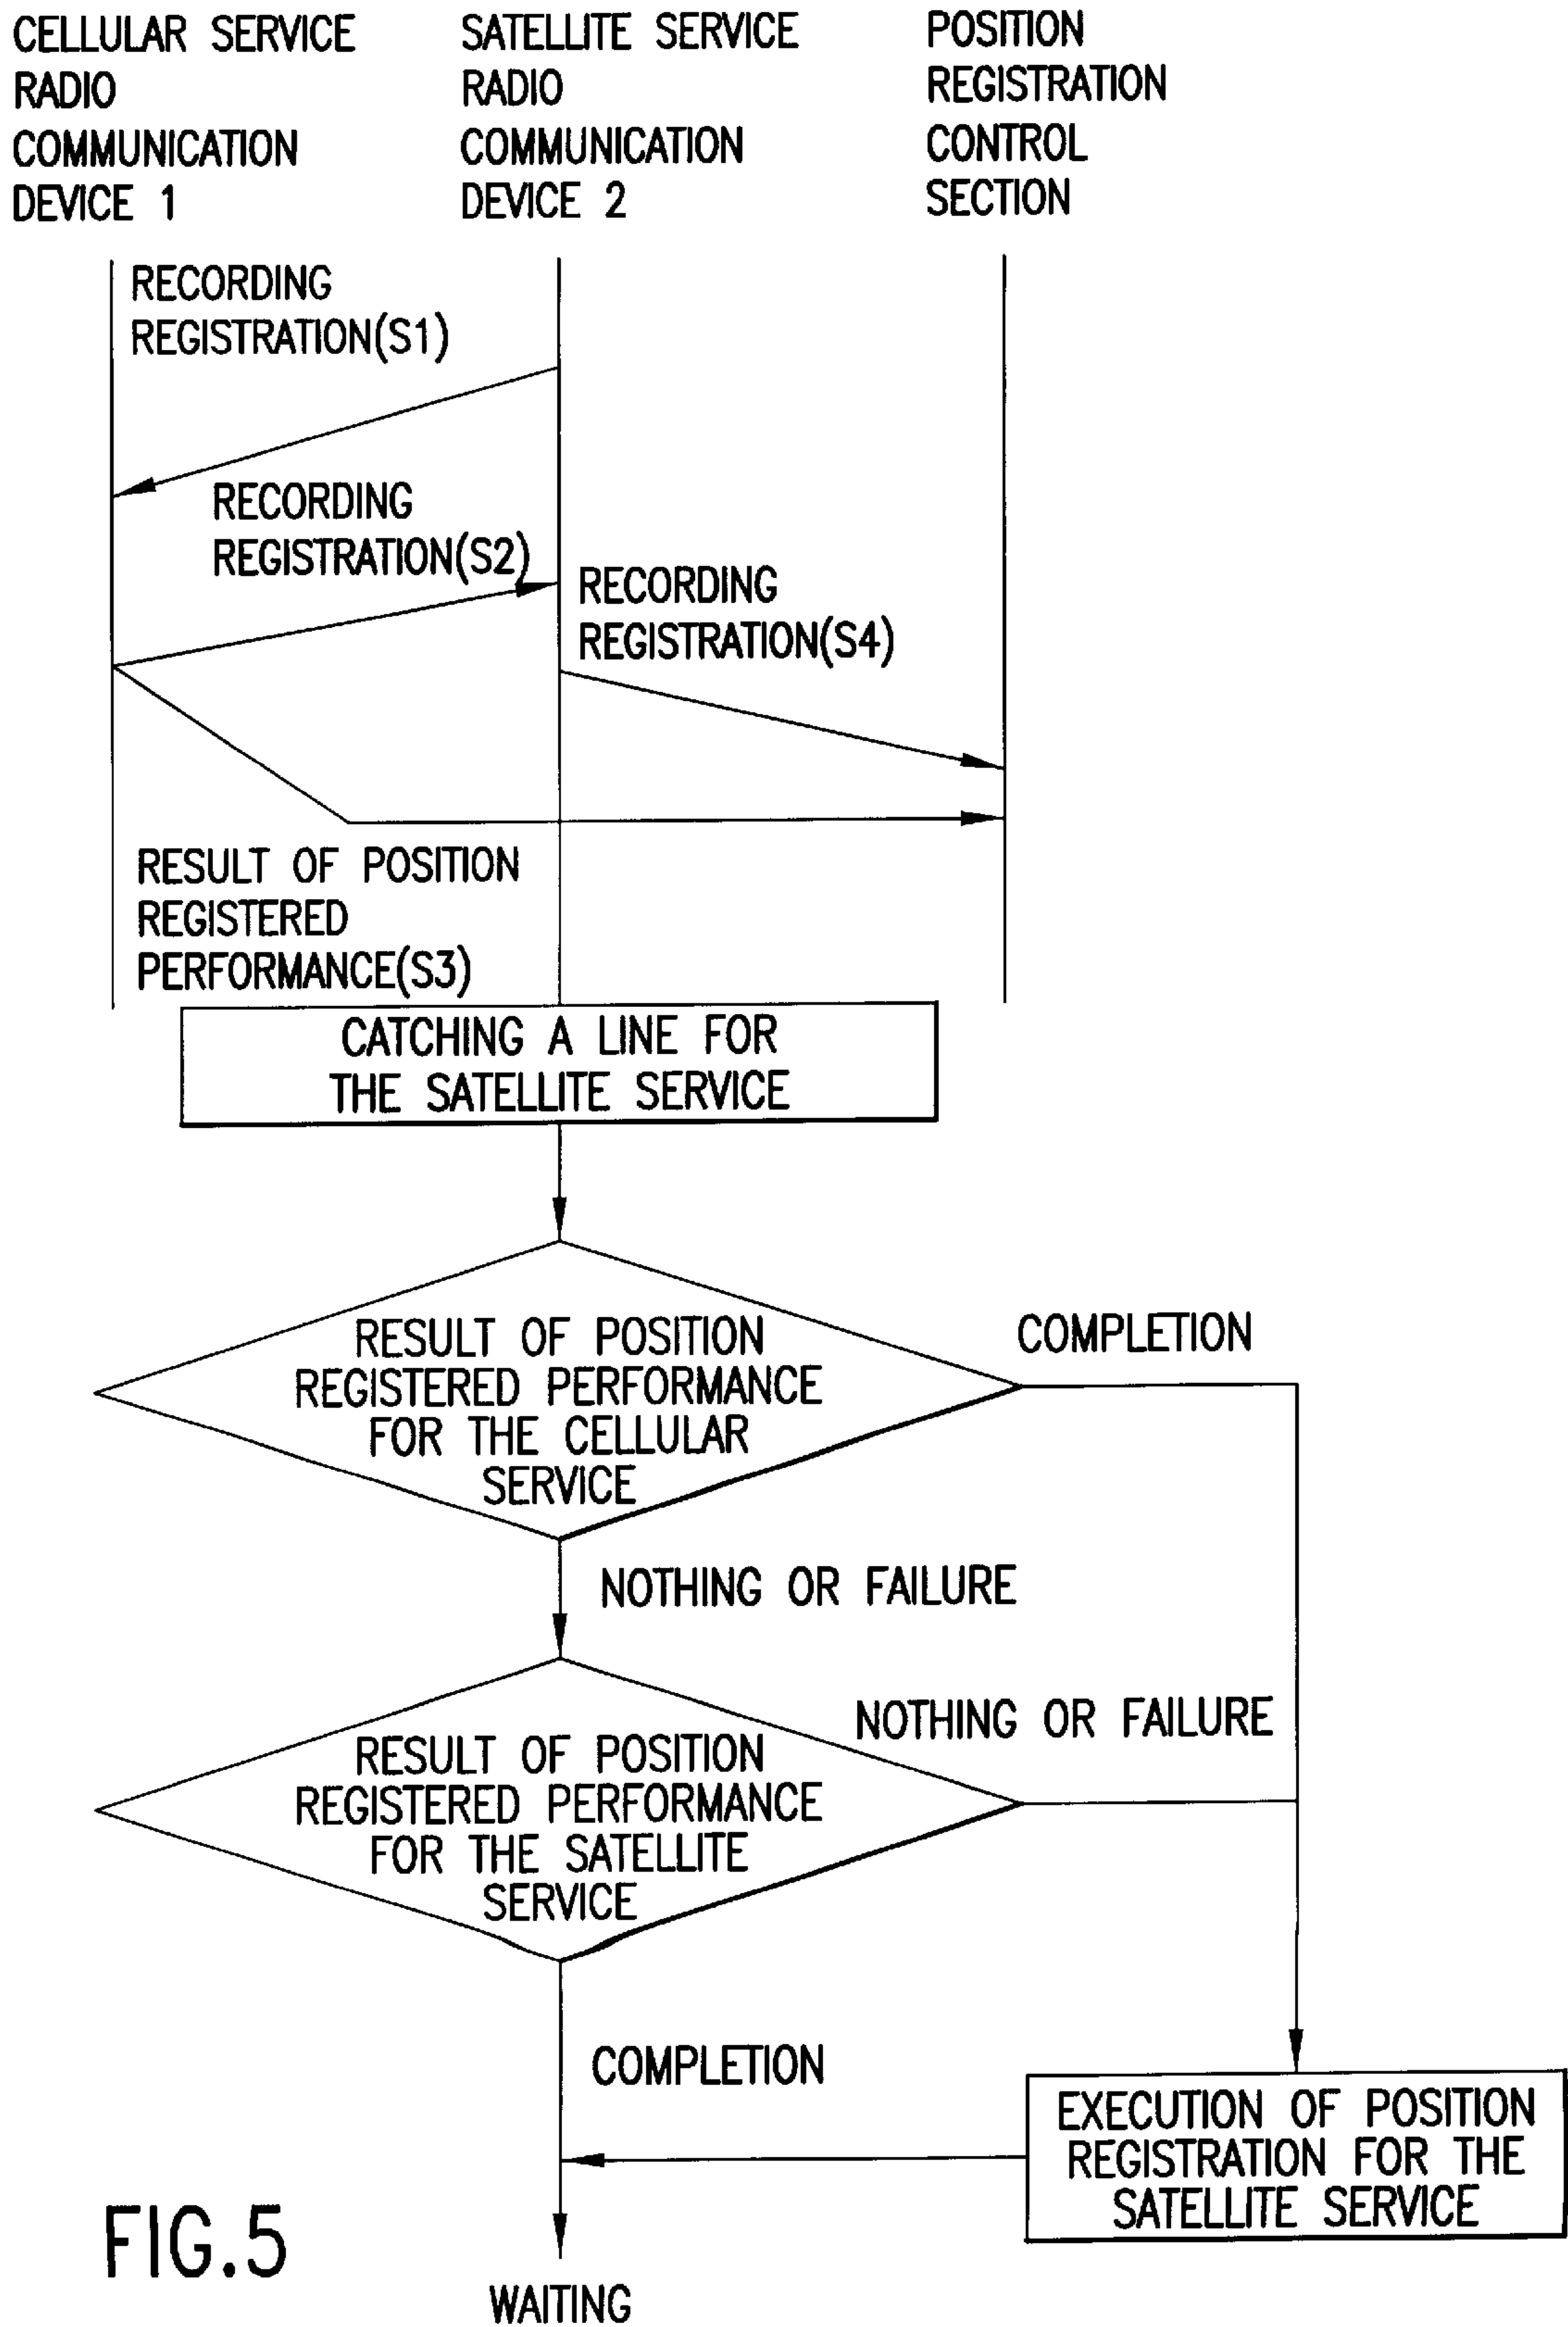 CELLULAR SERVICE
RADIO
COMMUNICATION
DEVICE 1
SATELLITE SERVICE
RADIO
COMMUNICATION
DEVICE 2
POSITION
REGISTRATION
CONTROL
SECTION
RECORDING
REGISTRATION(S1)
RECORDING
REGISTRATION(S2)
RECORDING
REGISTRATION(S4)
RESULT OF POSITION
REGISTERED
PERFORMANCE(S3)
CATCHING A LINE FOR
THE SATELLITE SERVICE
RESULT OF POSITION
REGISTERED PERFORMANCE
FOR THE CELLULAR
SERVICE
COMPLETION
NOTHING OR FAILURE
RESULT OF POSITION
REGISTERED PERFORMANCE
FOR THE SATELLITE
SERVICE
NOTHING OR FAILURE
COMPLETION
EXECUTION OF POSITION
REGISTRATION FOR THE
SATELLITE SERVICE
WAITING
FIG.5